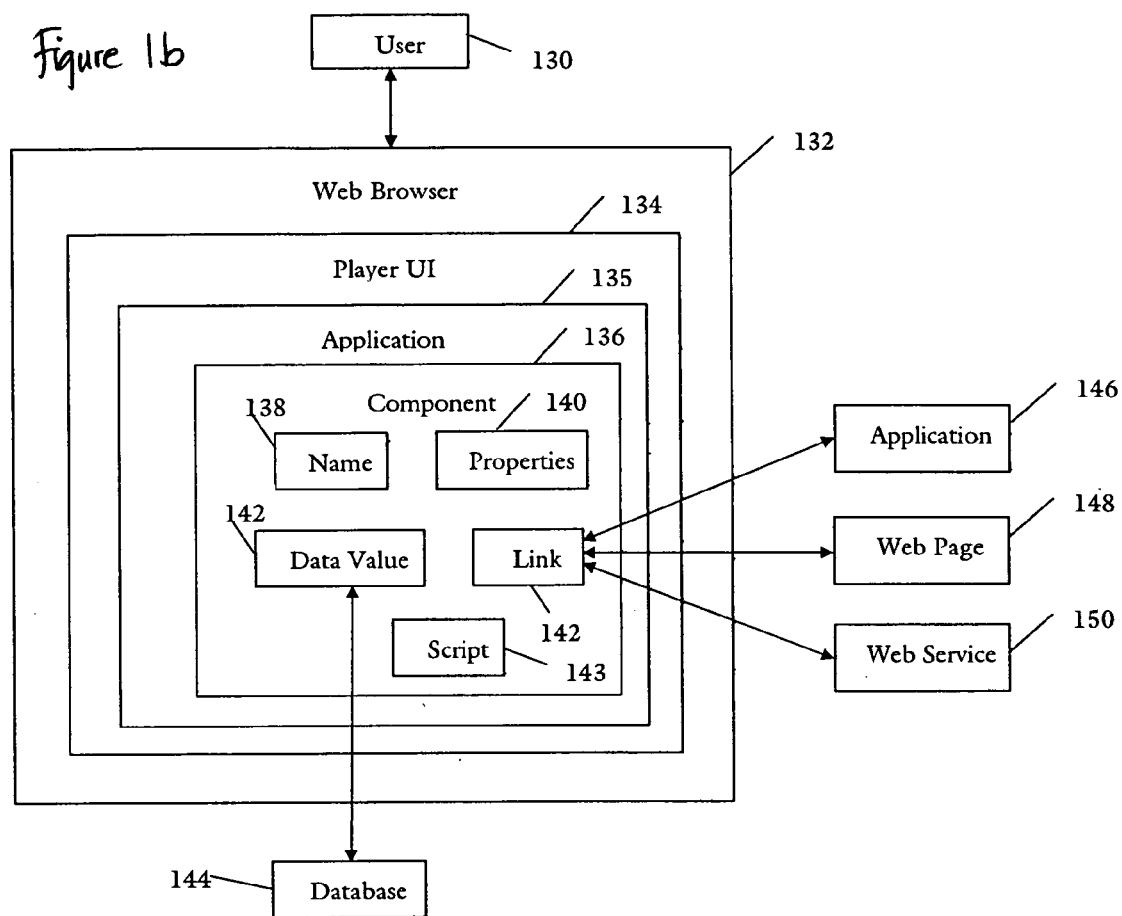 Figure 1b
User
130
132
Web Browser
134
Player UI
135
Application
136
Component
138
140
Name
Properties
146
Application
142
Data Value
Link
142
148
Web Page
Script
143
150
Web Service
144
Database